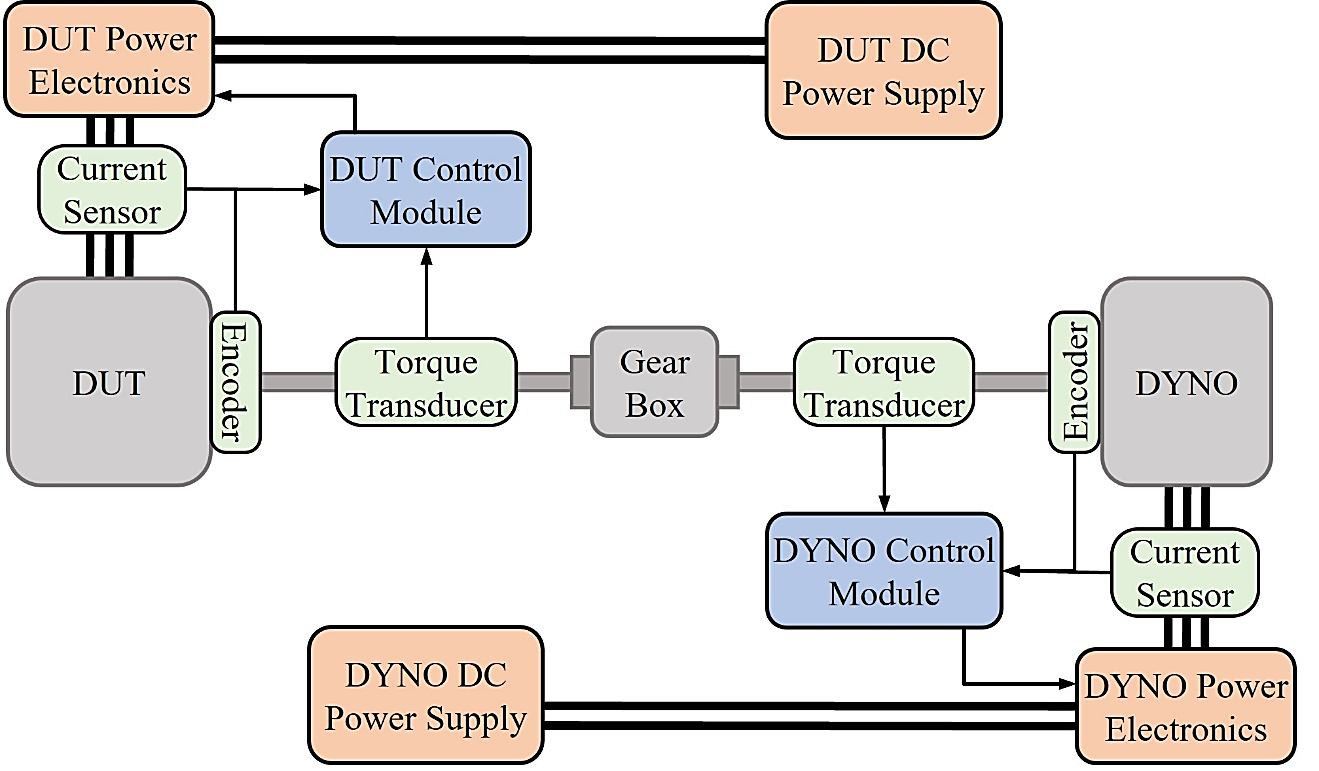 DUT Power
Electronics
DUT DC
Power Supply
Current
Sensor
DUT Control
Module
DUT
Encoder
Torque
Transducer
Gear
Box
Torque
Transducer
Encoder
DYNO
DYNO Control
Module
Current
Sensor
DYNO DC
Power Supply
DYNO Power
Electronics